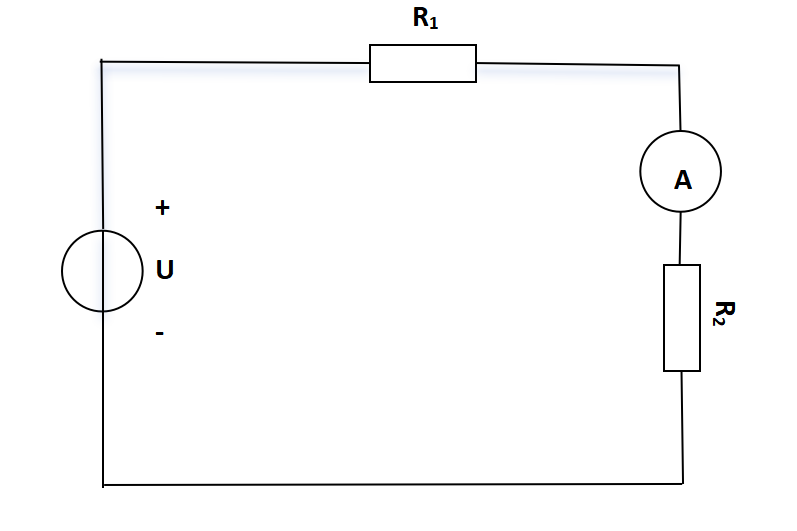 R₁
A
+
U
-
R₂